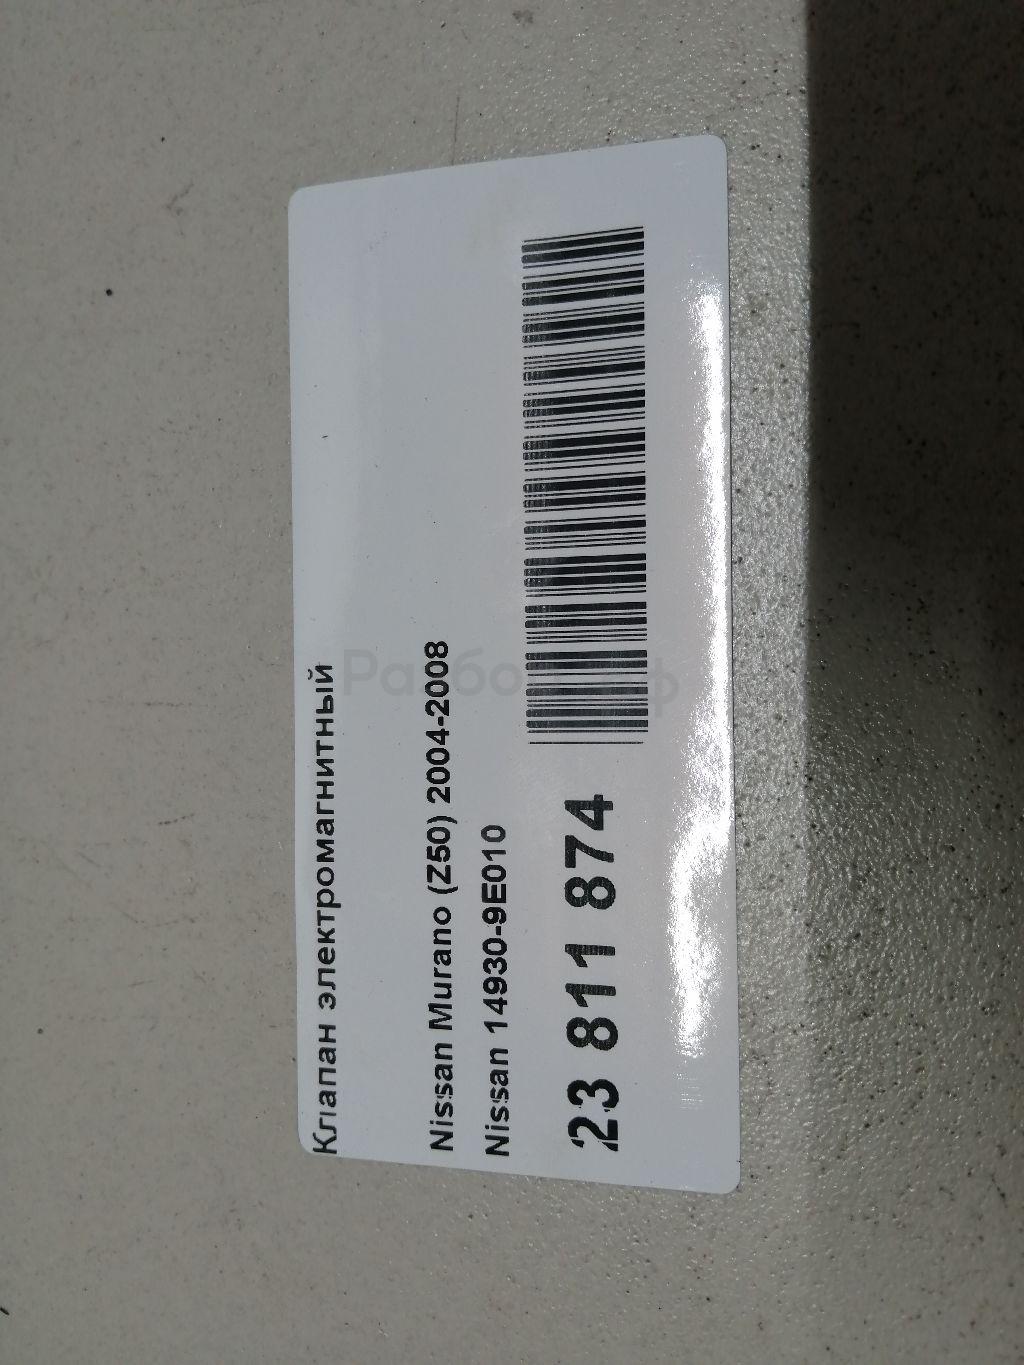 Клапан электромагнитный
Nissan Murano (Z50) 2004-2008
Nissan 14930-9E010
23 811 874